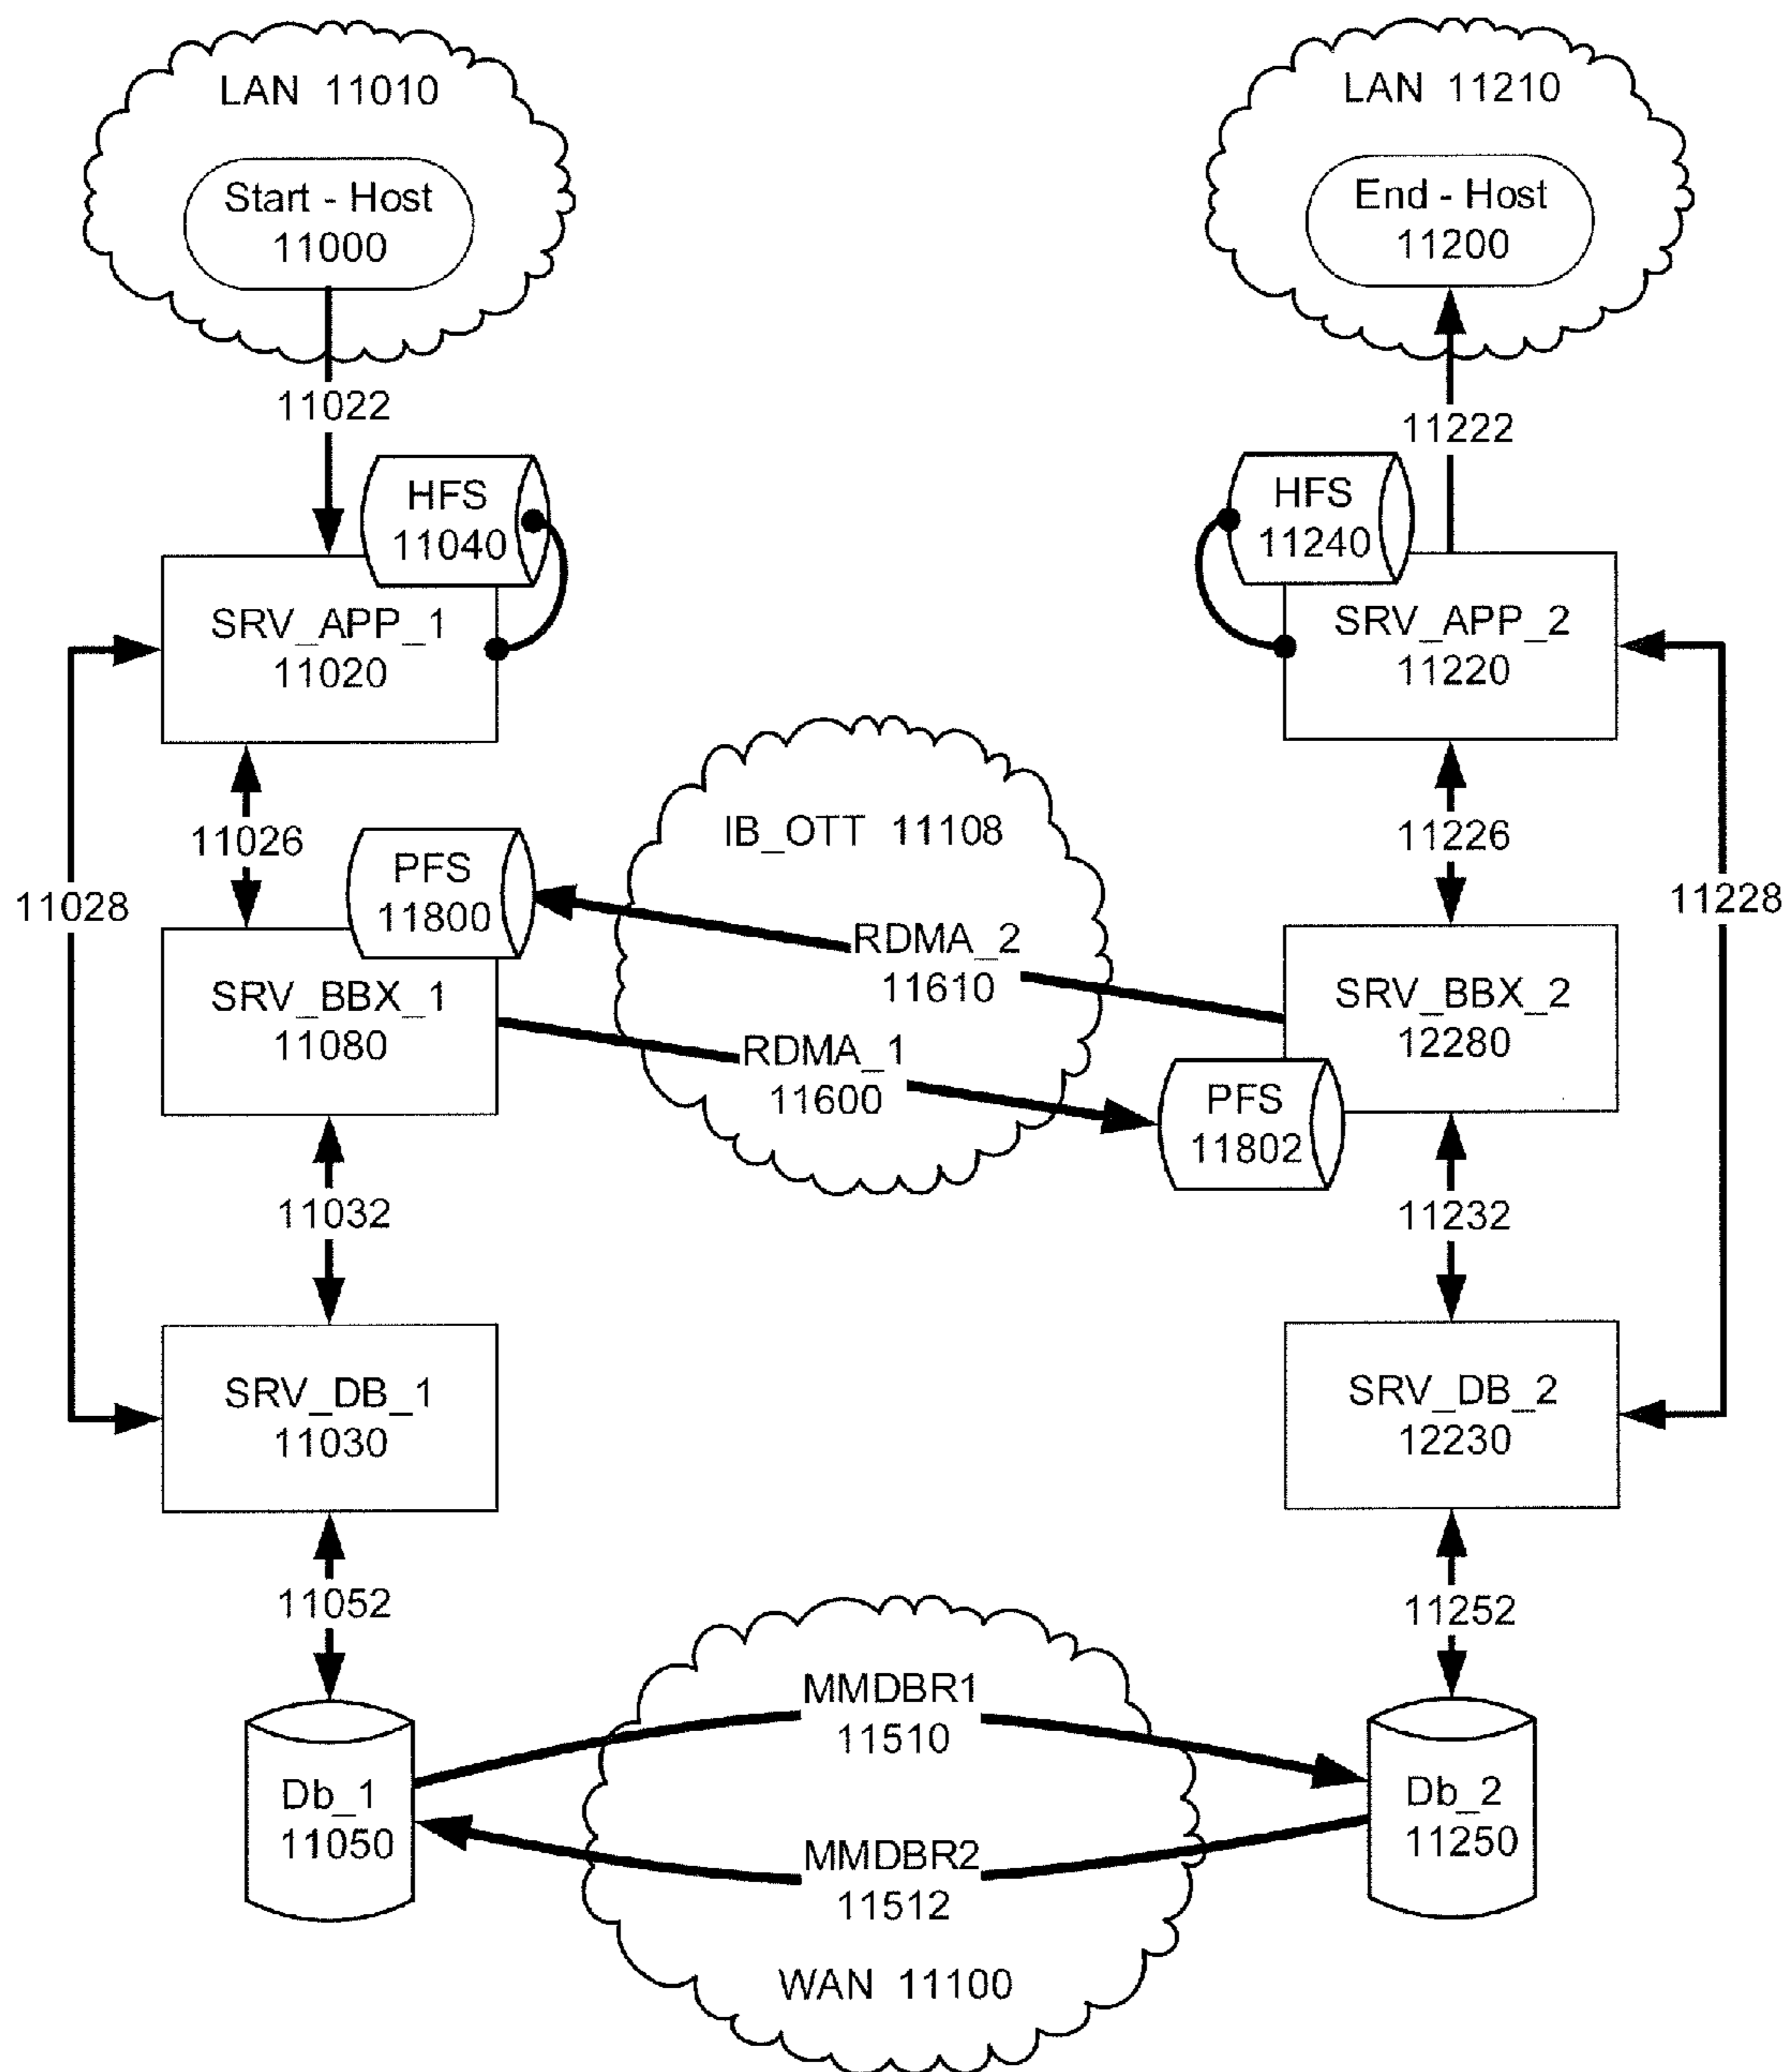 LAN 11010
LAN 11210
Start - Host
11000
End - Host
11200
11022
11222
HFS
11040
HFS
11240
SRV_APP_1
11020
SRV_APP_2
11220
11026
11226
11028
11228
IB_OTT 11108
PFS
11800
RDMA_2
11610
SRV_BBX_1
11080
SRV_BBX_2
12280
RDMA_1
11600
PFS
11802
11032
11232
SRV_DB_1
11030
SRV_DB_2
12230
11052
11252
MMDBR1
11510
Db_1
11050
Db_2
11250
MMDBR2
11512
WAN 11100